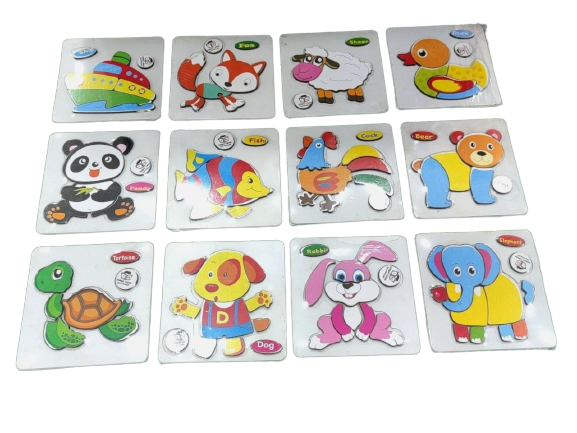 Fox
Sheep
Duck
Panda
Fish
Cock
Bear
Tortoise
D
Dog
Rabbit
Elephant